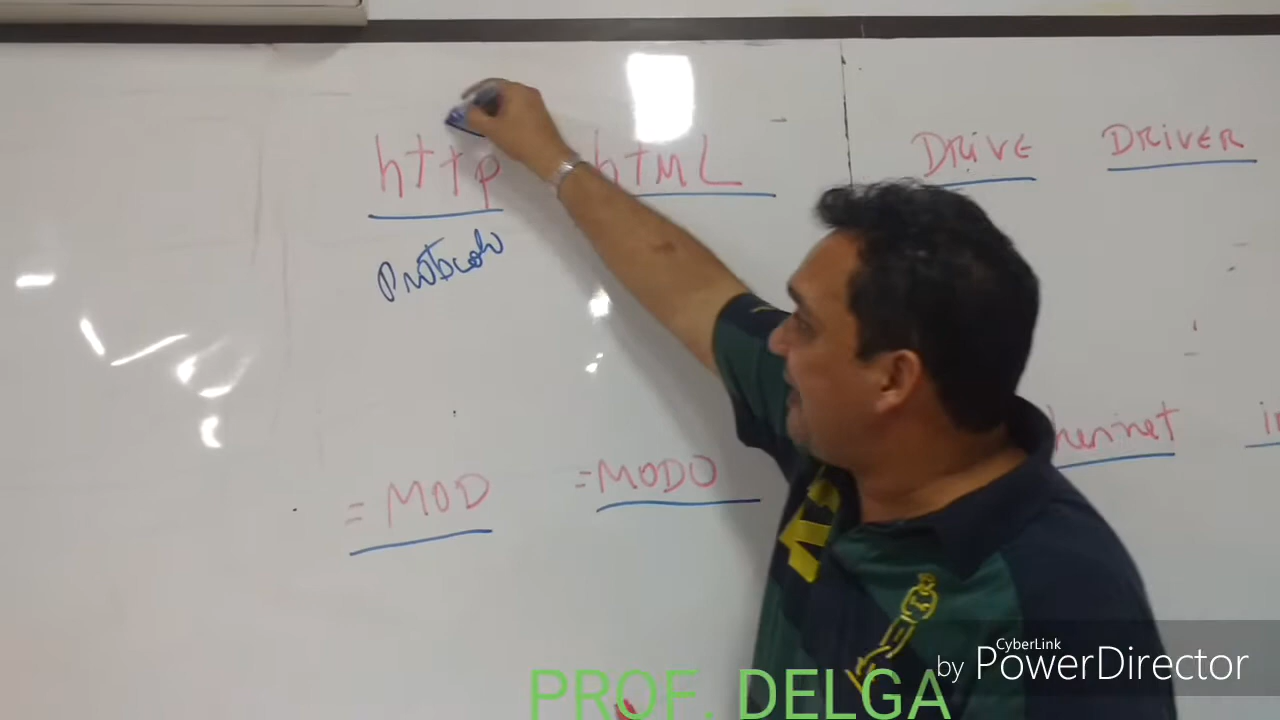 http html DRiVE DRiVER
Protocolo
=MOD =MODO
CyberLink
by PowerDirector
PROF. DELGA